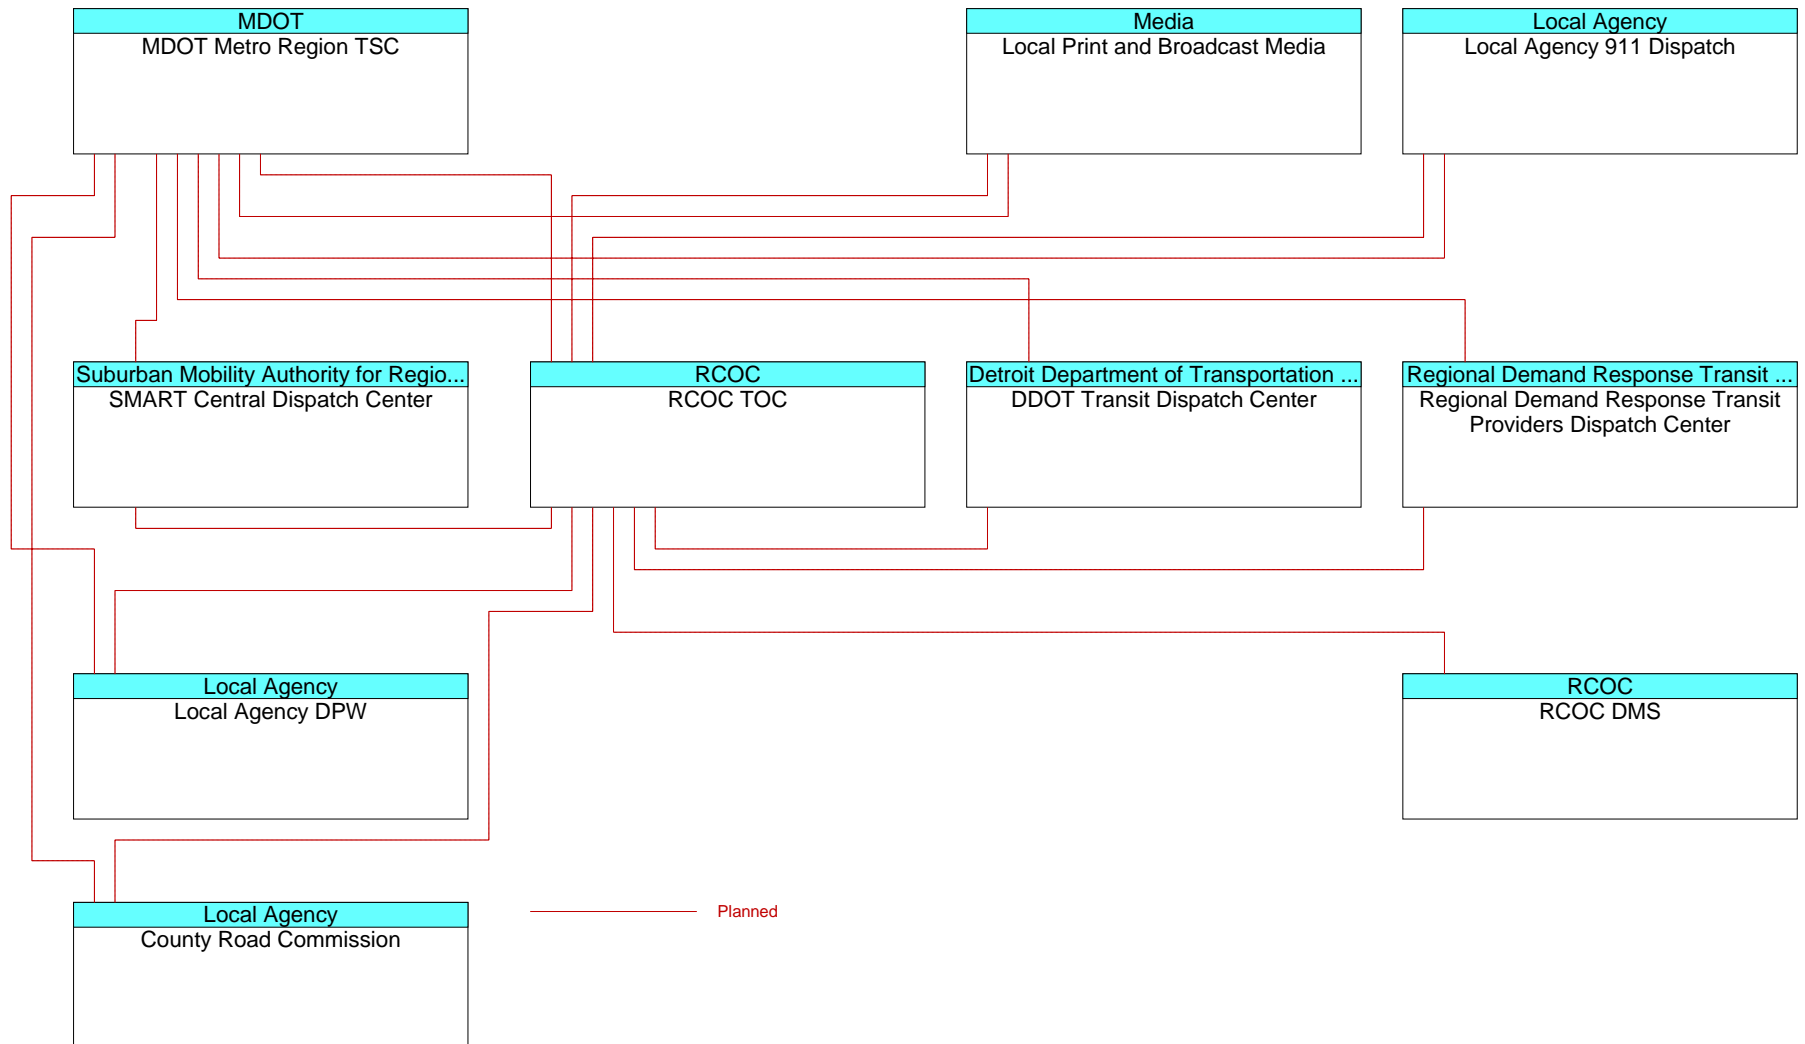 MDOT
MDOT Metro Region TSC
Media
Local Print and Broadcast Media
Local Agency
Local Agency 911 Dispatch
Suburban Mobility Authority for Regio...
SMART Central Dispatch Center
RCOC
RCOC TOC
Detroit Department of Transportation ...
DDOT Transit Dispatch Center
Regional Demand Response Transit ...
Regional Demand Response Transit
Providers Dispatch Center
Local Agency
Local Agency DPW
RCOC
RCOC DMS
Local Agency
County Road Commission
Planned